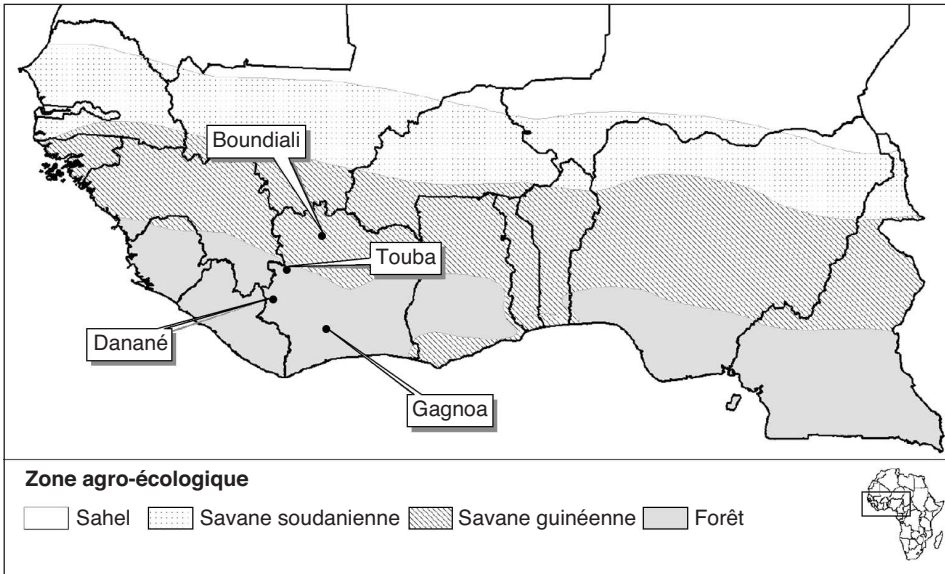 Boundiali
Touba
Danané
Gagnoa
Zone agro-écologique
Sahel Savane soudanienne Savane guinéenne Forêt